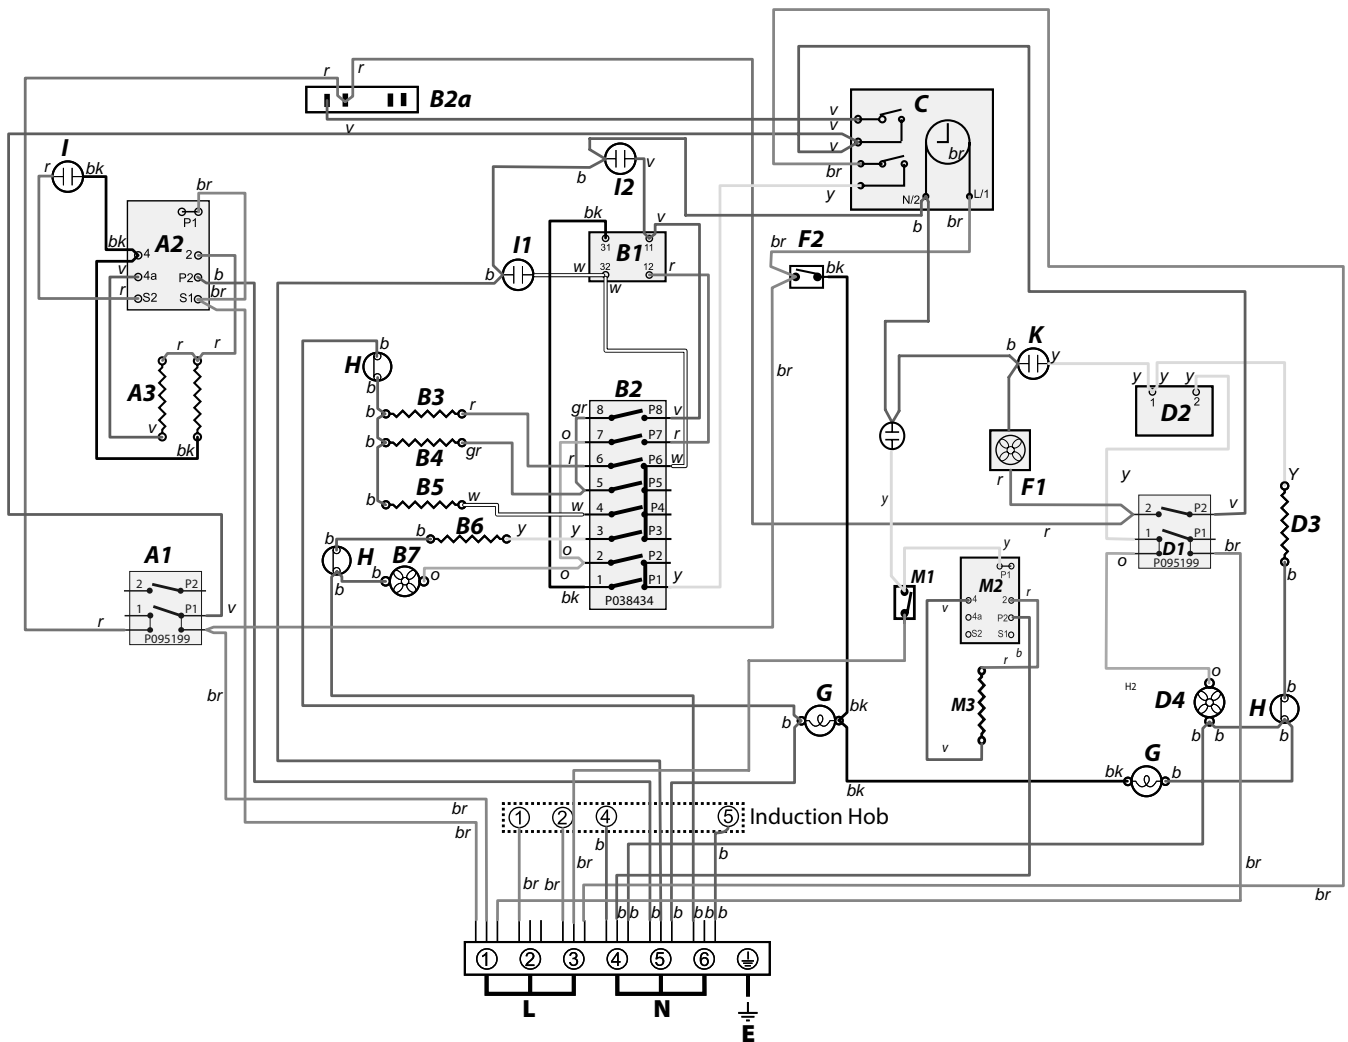 r
r
B2a
v
C
v
v
v
br
y
br
N/2
L/1
b
br
I
r
bk
br
P1
A2
bk
4
2
v
4a
P2
b
r
S2
S1
br
r
r
A3
v
bk
I2
b
v
bk
v
31
11
B1
32
12
w
w
r
I1
b
F2
br
bk
br
H
b
b
b
B3
r
b
B4
gr
b
B5
w
b
B6
y
b
H
B7
b
b
o
B2
gr
8
P8
v
o
7
P7
r
r
6
P6
w
5
P5
w
4
P4
y
3
P3
o
2
P2
o
1
P1
y
bk
P038434
K
b
y
y
y
y
1
2
D2
F1
r
y
r
2
P2
v
1
P1
D1
br
o
P095199
Y
D3
b
y
y
M1
P1
M2
v
4
2
r
4a
P2
S2
S1
b
r
M3
v
A1
2
P2
1
P1
v
r
P095199
br
G
b
bk
bk
H2
o
D4
b
b
b
H
b
G
bk
b
br
br
1
2
4
5
Induction Hob
b
b
br
br
br
br
br
b
b
b
b
b
b
b
1
2
3
4
5
6
L
N
E